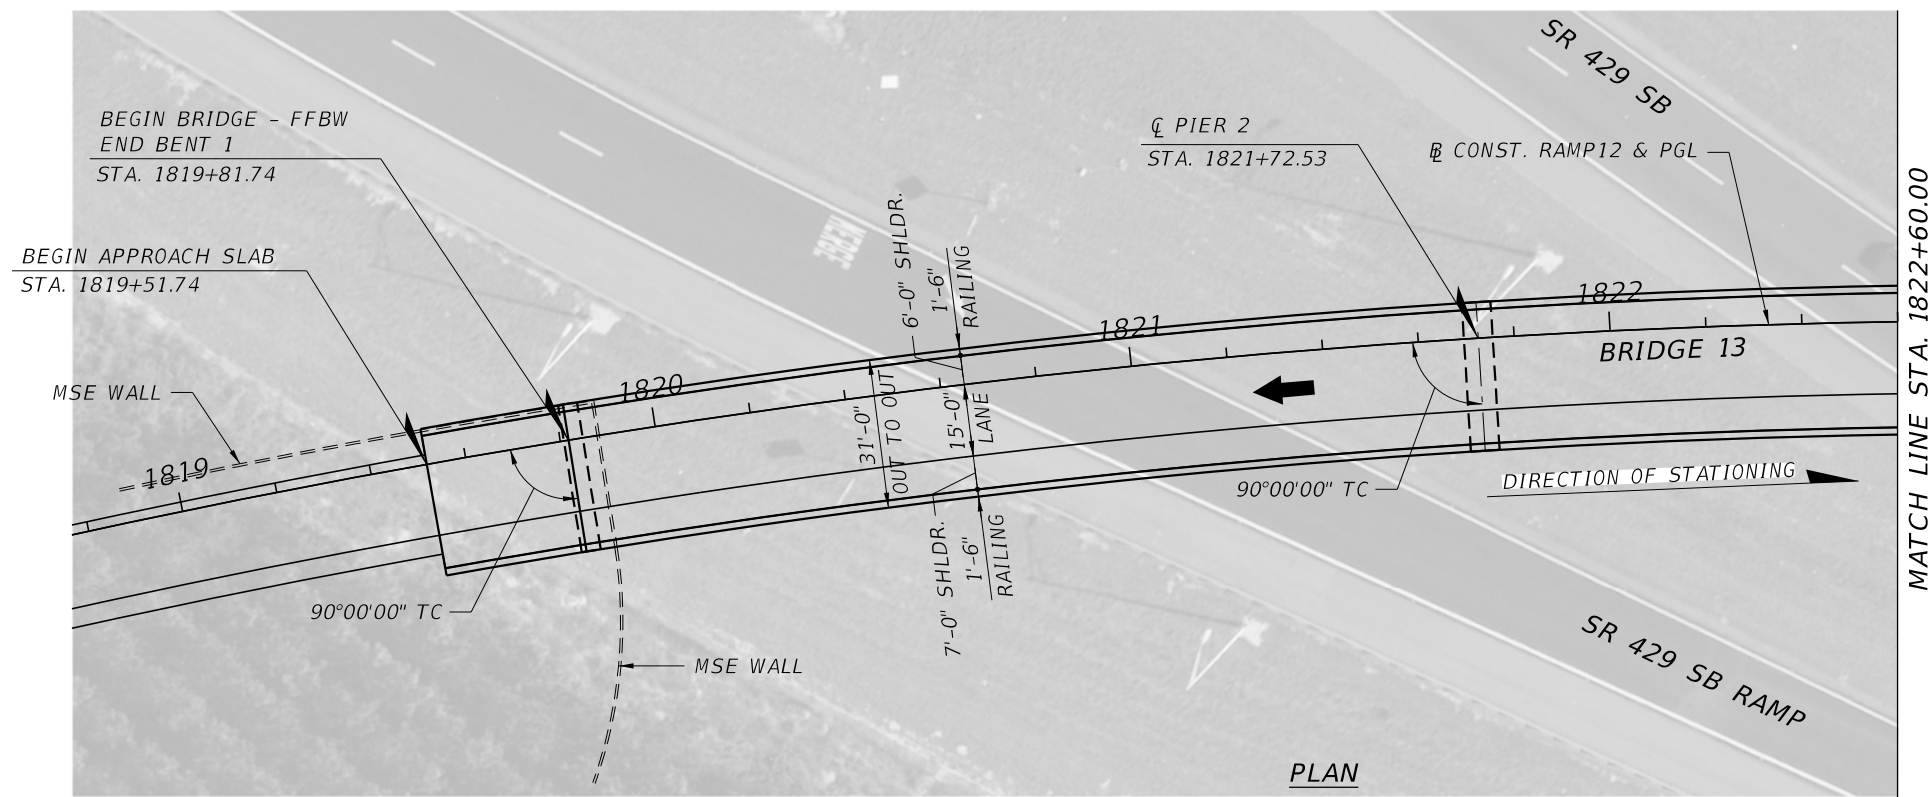 SR 429 SB
BEGIN BRIDGE - FFBW
END BENT 1
STA. 1819+81.74
℄ PIER 2
STA. 1821+72.53
BL CONST. RAMP12 & PGL
MERGE
BEGIN APPROACH SLAB
STA. 1819+51.74
6'-0" SHLDR.
1'-6"
RAILING
1822
1821
BRIDGE 13
MSE WALL
1820
1819
31'-0"
OUT TO OUT
15'-0"
LANE
90°00'00" TC
DIRECTION OF STATIONING
90°00'00" TC
7'-0" SHLDR.
1'-6"
RAILING
MSE WALL
SR 429 SB RAMP
PLAN
MATCH LINE STA. 1822+60.00